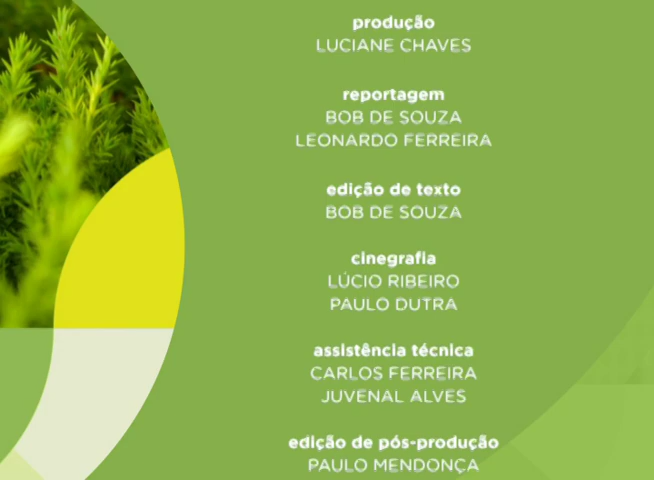 produção
LUCIANE CHAVES
reportagem
BOB DE SOUZA
LEONARDO FERREIRA
edição de texto
BOB DE SOUZA
cinegrafia
LÚCIO RIBEIRO
PAULO DUTRA
assistência técnica
CARLOS FERREIRA
JUVENAL ALVES
edição de pós-produção
PAULO MENDONÇA